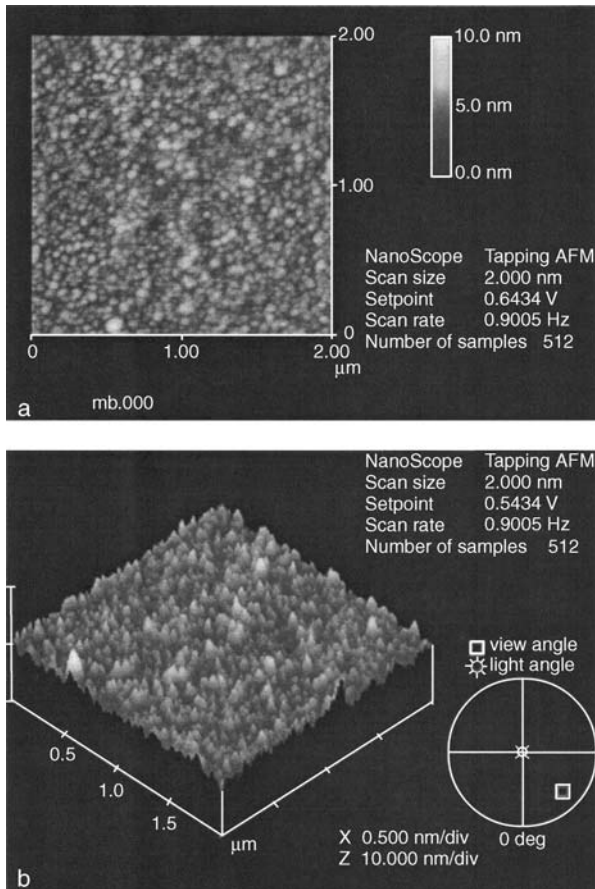 2.00
10.0 nm
5.0 nm
0.0 nm
1.00
NanoScope Tapping AFM
Scan size 2.000 nm
Setpoint 0.6434 V
Scan rate 0.9005 Hz
Number of samples 512
0
0 1.00 2.00
μm
mb.000
a
NanoScope Tapping AFM
Scan size 2.000 nm
Setpoint 0.5434 V
Scan rate 0.9005 Hz
Number of samples 512
view angle
light angle
0.5
1.0
1.5
μm
X 0.500 nm/div
Z 10.000 nm/div
0 deg
b